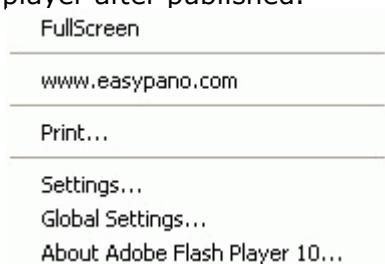 player after published.
FullScreen
www.easypano.com
Print...
Settings...
Global Settings...
About Adobe Flash Player 10...